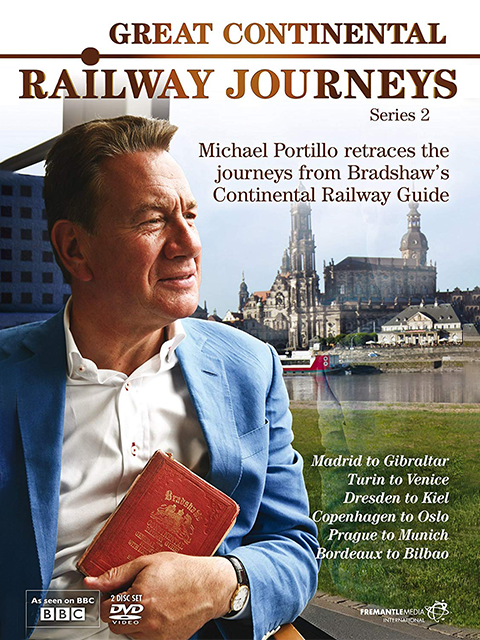 GREAT CONTINENTAL
RAILWAY JOURNEYS
Series 2
Michael Portillo retraces the
journeys from Bradshaw's
Continental Railway Guide
Bradshaw's
Madrid to Gibraltar
Turin to Venice
Dresden to Kiel
Copenhagen to Oslo
Prague to Munich
Bordeaux to Bilbao
As seen on BBC
BBC
2 DISC SET
DVD
VIDEO
FREMANTLEMEDIA
INTERNATIONAL